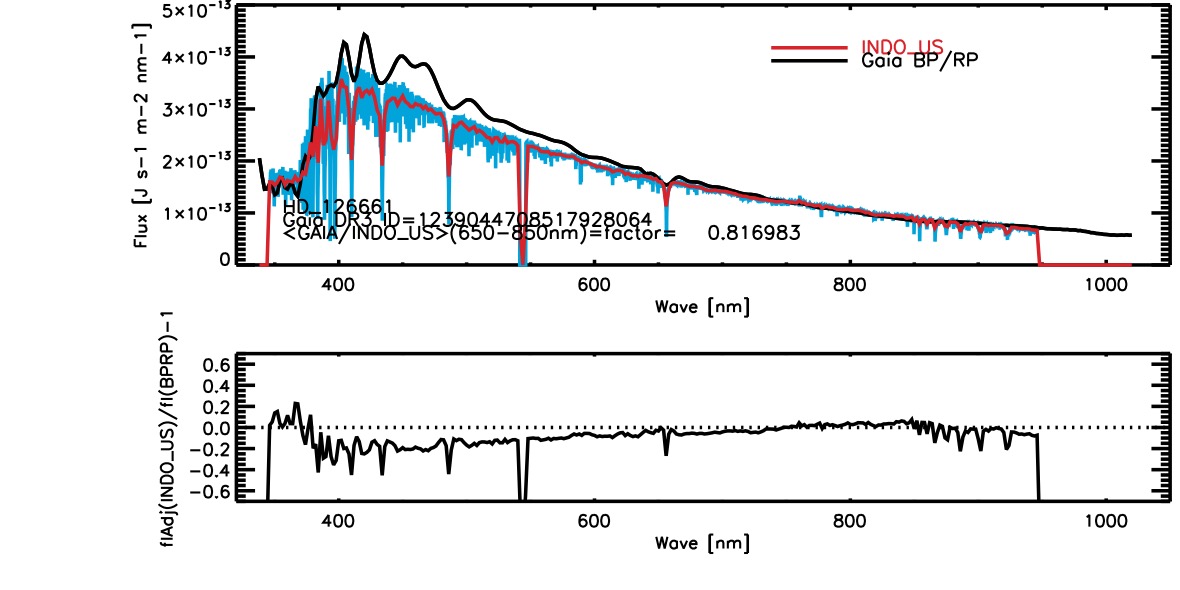 5×10−13
4×10−13
3×10−13
2×10−13
1×10−13
0
Flux [J s−1 m−2 nm−1]
INDO_US
Gaia BP/RP
HD_126661
Gaia DR3 ID=1239044708517928064
<GAIA/INDO_US>(650−850nm)=factor= 0.816983
400 600 800 1000
Wave [nm]
0.6
0.4
0.2
0.0
−0.2
−0.4
−0.6
flAdj(INDO_US)/fl(BPRP)−1
400 600 800 1000
Wave [nm]